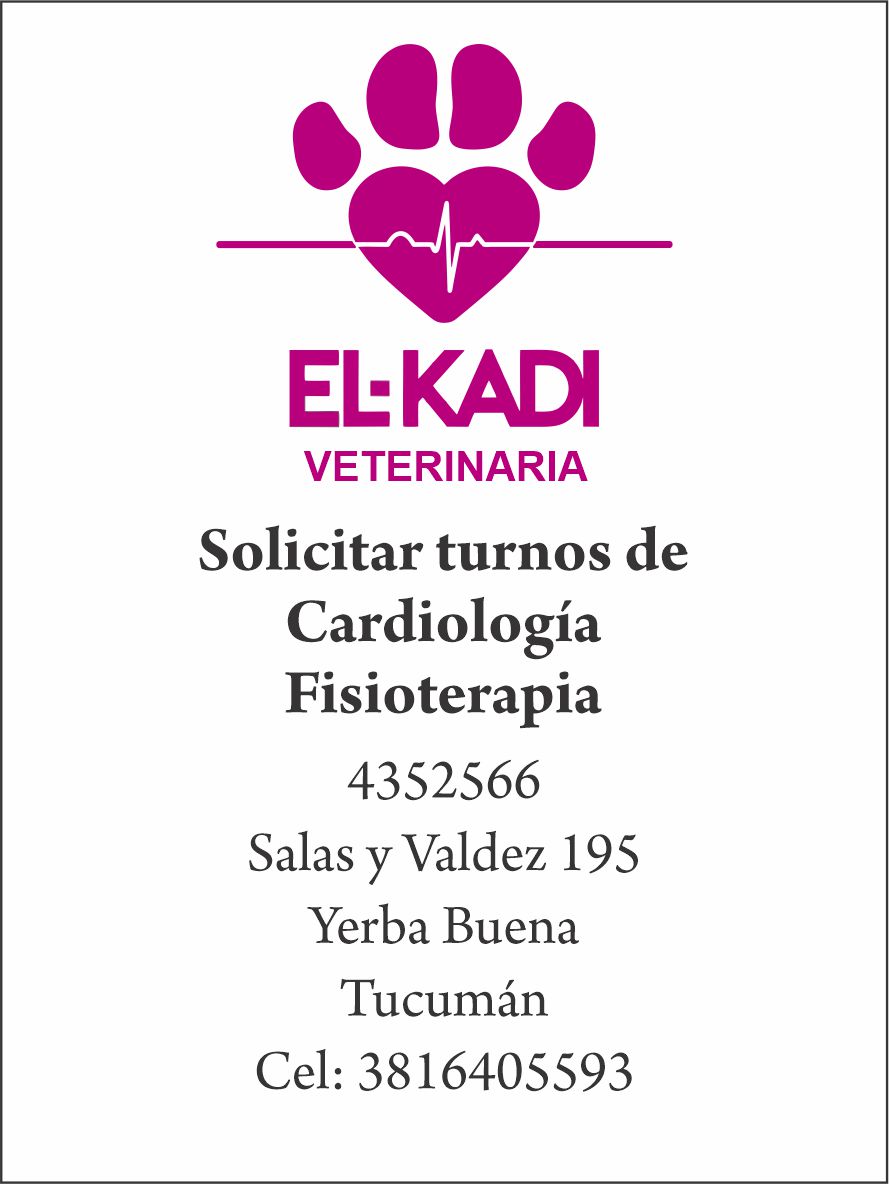 EL-KADI
VETERINARIA
Solicitar turnos de
Cardiología
Fisioterapia
4352566
Salas y Valdez 195
Yerba Buena
Tucumán
Cel: 3816405593